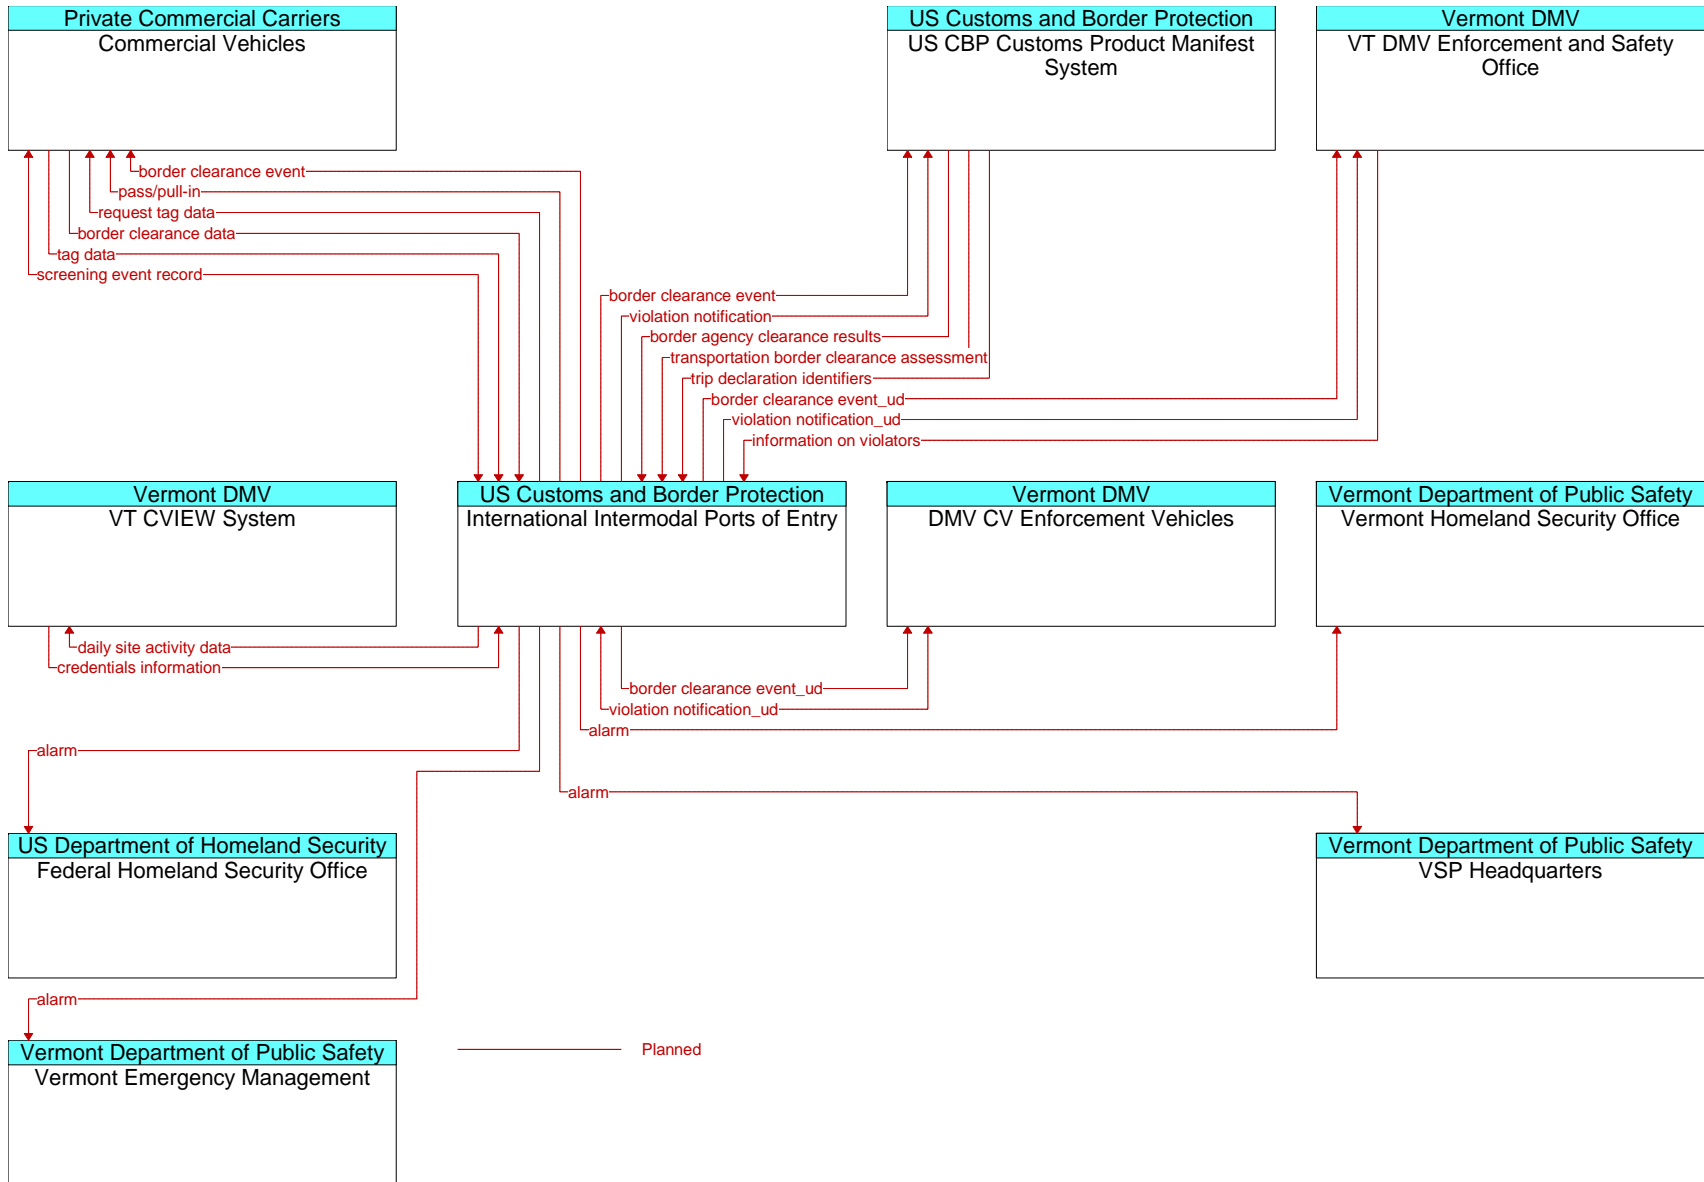 Private Commercial Carriers
Commercial Vehicles
US Customs and Border Protection
US CBP Customs Product Manifest
System
Vermont DMV
VT DMV Enforcement and Safety
Office
border clearance event
pass/pull-in
request tag data
border clearance data
tag data
screening event record
border clearance event
violation notification
border agency clearance results
transportation border clearance assessment
trip declaration identifiers
border clearance event_ud
violation notification_ud
information on violators
Vermont DMV
VT CVIEW System
US Customs and Border Protection
International Intermodal Ports of Entry
Vermont DMV
DMV CV Enforcement Vehicles
Vermont Department of Public Safety
Vermont Homeland Security Office
daily site activity data
credentials information
border clearance event_ud
violation notification_ud
alarm
alarm
alarm
US Department of Homeland Security
Federal Homeland Security Office
Vermont Department of Public Safety
VSP Headquarters
alarm
Vermont Department of Public Safety
Vermont Emergency Management
Planned